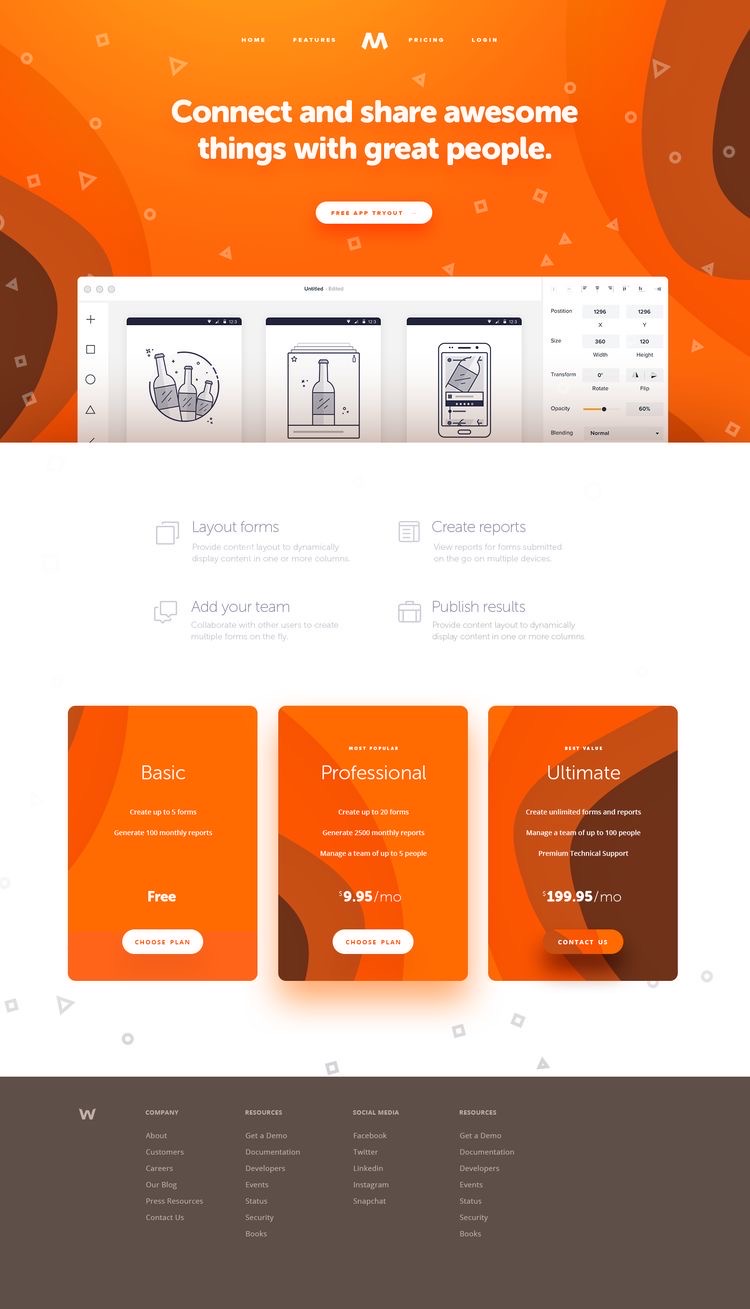 HOME FEATURES M PRICING LOGIN
Connect and share awesome
things with great people.
FREE APP TRYOUT →
Untitled - Edited
12:3
12:3
12:3
Postition 1296 1296
X Y
Size 360 120
Width Height
Transform 0°
Rotate Flip
Opacity 60%
Blending Normal
Layout forms
Provide content layout to dynamically
display content in one or more columns.
Create reports
View reports for forms submitted
on the go on multiple devices.
Add your team
Collaborate with other users to create
multiple forms on the fly.
Publish results
Provide content layout to dynamically
display content in one or more columns.
Basic
Create up to 5 forms
Generate 100 monthly reports
Free
CHOOSE PLAN
MOST POPULAR
Professional
Create up to 20 forms
Generate 2500 monthly reports
Manage a team of up to 5 people
$9.95/mo
CHOOSE PLAN
BEST VALUE
Ultimate
Create unlimited forms and reports
Manage a team of up to 100 people
Premium Technical Support
$199.95/mo
CONTACT US
W
COMPANY
About
Customers
Careers
Our Blog
Press Resources
Contact Us
RESOURCES
Get a Demo
Documentation
Developers
Events
Status
Security
Books
SOCIAL MEDIA
Facebook
Twitter
Linkedin
Instagram
Snapchat
RESOURCES
Get a Demo
Documentation
Developers
Events
Status
Security
Books